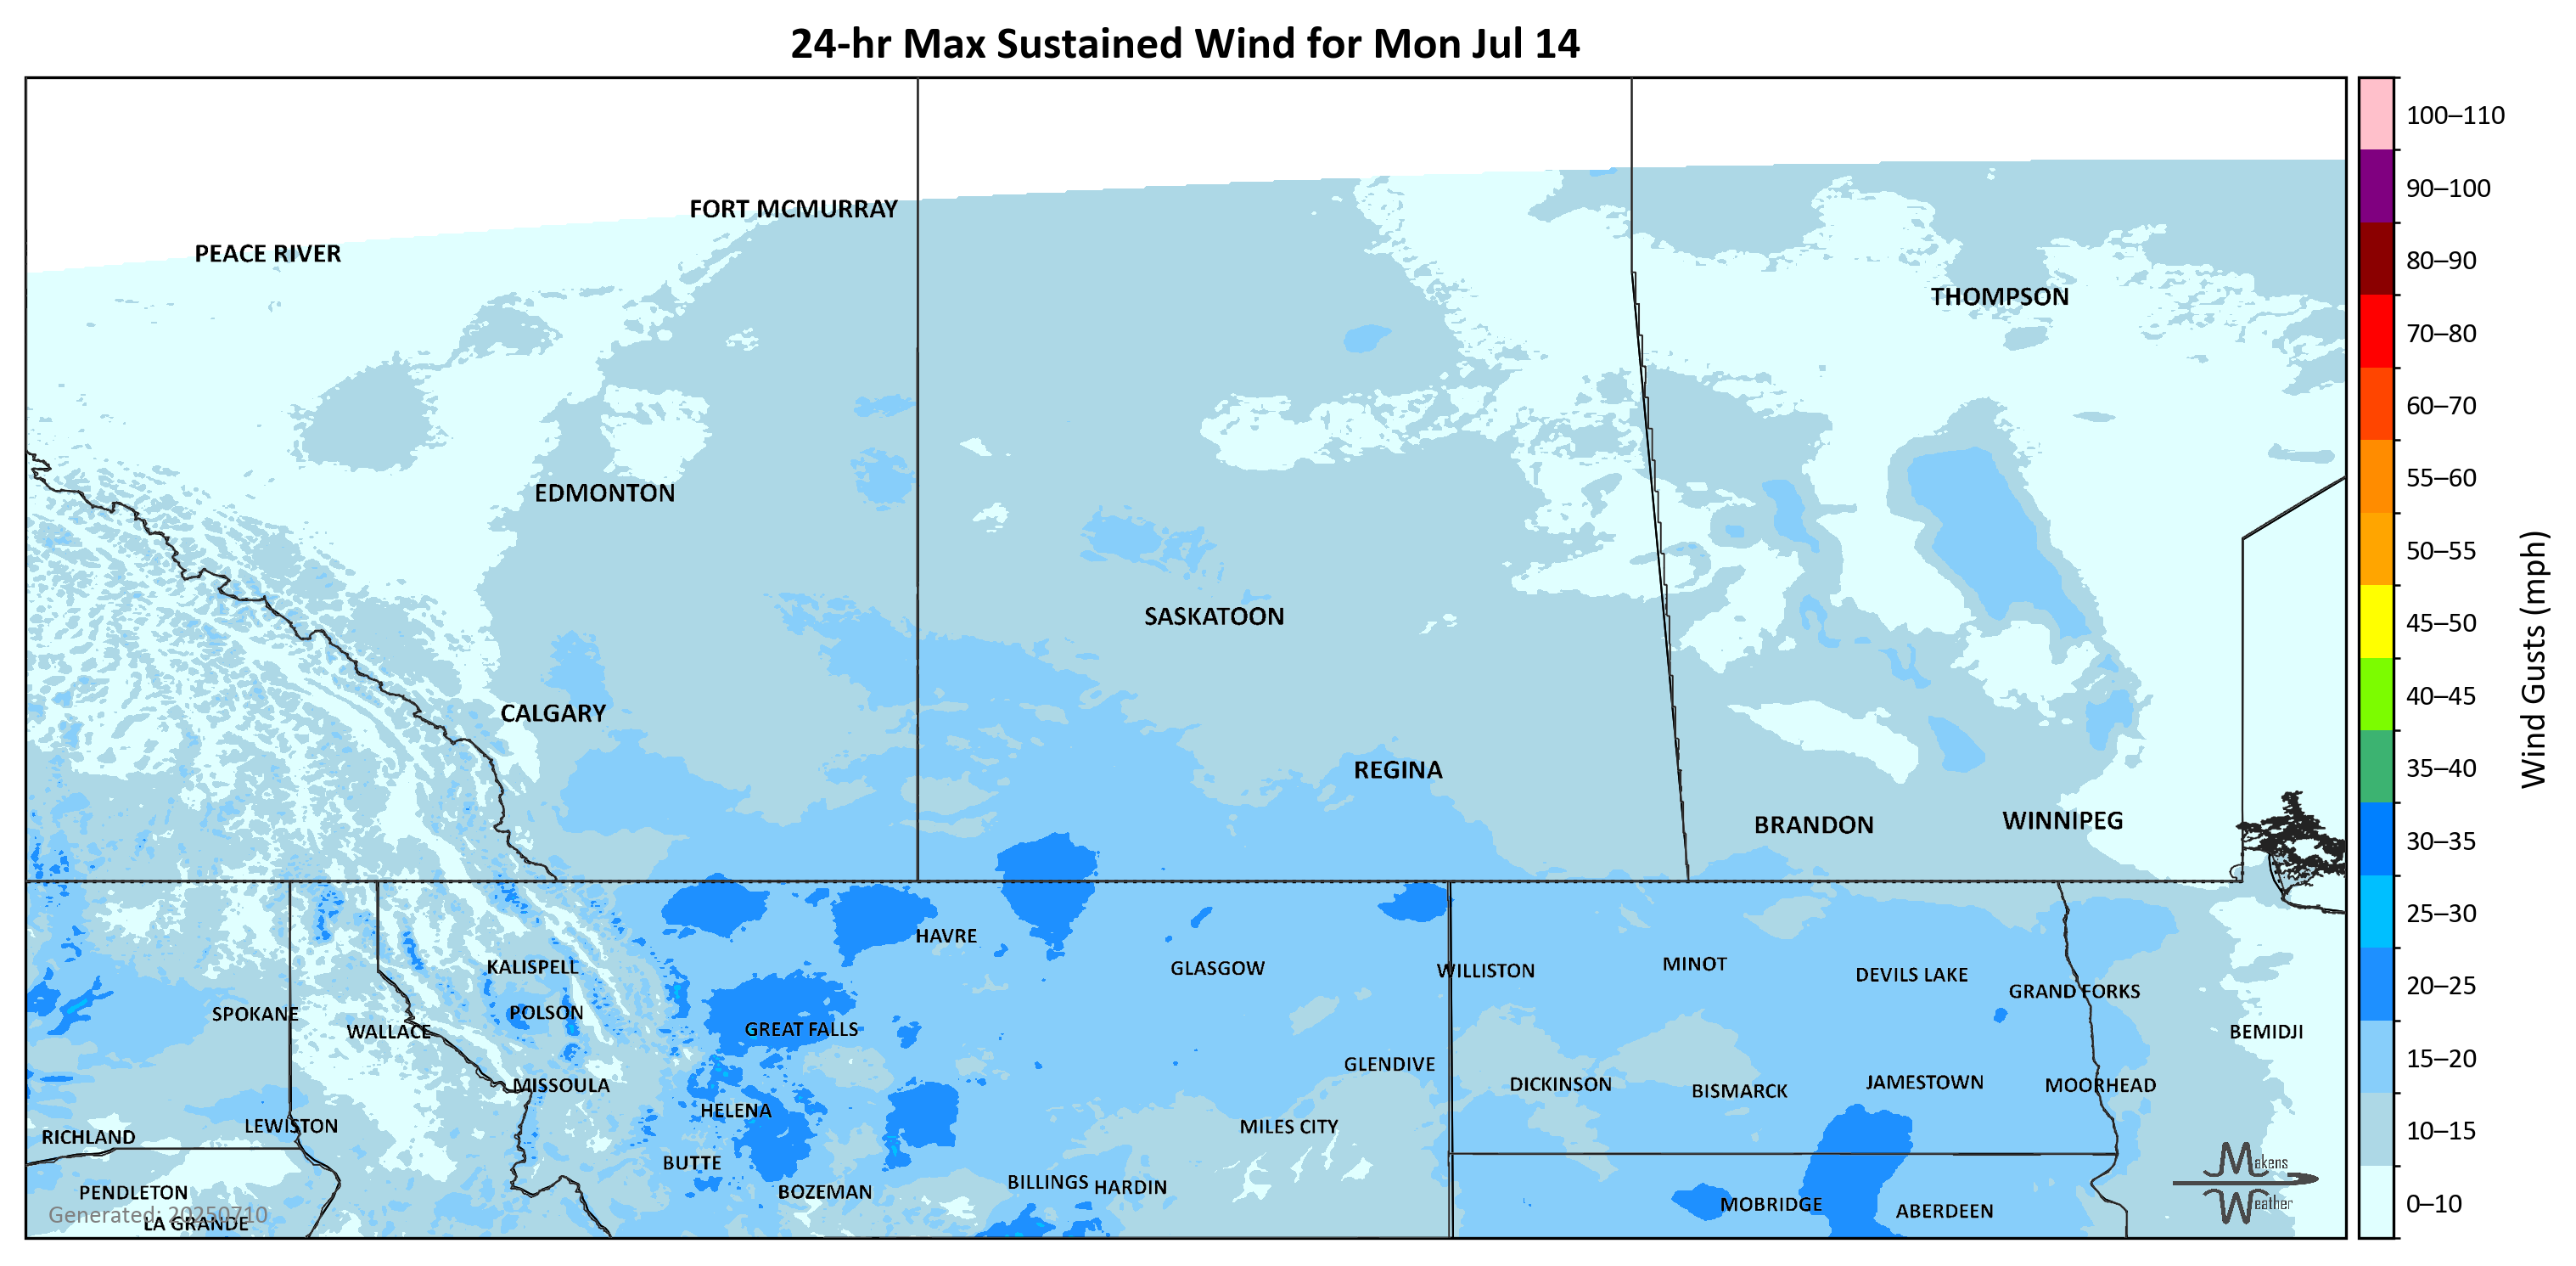 24-hr Max Sustained Wind for Mon Jul 14
100–110
90–100
80–90
70–80
60–70
55–60
50–55
45–50
40–45
35–40
30–35
25–30
20–25
15–20
10–15
0–10
Wind Gusts (mph)
FORT MCMURRAY
PEACE RIVER
THOMPSON
EDMONTON
SASKATOON
CALGARY
REGINA
BRANDON
WINNIPEG
HAVRE
KALISPELL
GLASGOW
WILLISTON
MINOT
DEVILS LAKE
GRAND FORKS
SPOKANE
POLSON
WALLACE
GREAT FALLS
BEMIDJI
GLENDIVE
MISSOULA
DICKINSON
BISMARCK
JAMESTOWN
MOORHEAD
HELENA
LEWISTON
MILES CITY
RICHLAND
BUTTE
PENDLETON
BOZEMAN
BILLINGS
HARDIN
MOBRIDGE
ABERDEEN
Generated: 20250710
LA GRANDE
Makens
Weather